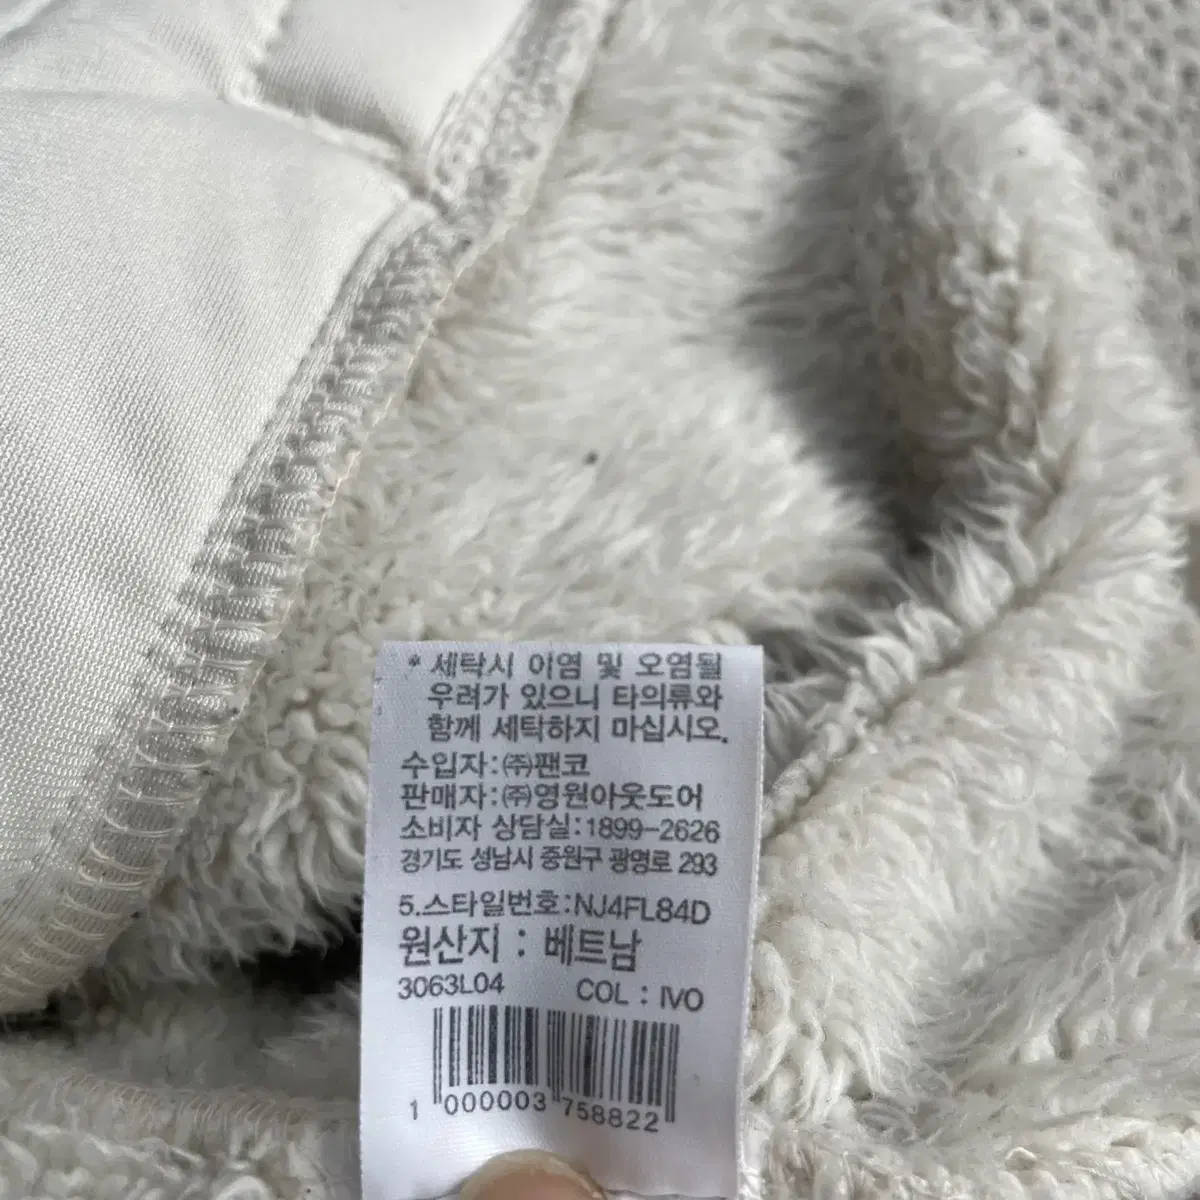 * 세탁시 이염 및 오염될
우려가 있으니 타의류와
함께 세탁하지 마십시오.
수입자:㈜팬코
판매자:㈜영원아웃도어
소비자 상담실:1899-2626
경기도 성남시 중원구 광명로 293
5.스타일번호:NJ4FL84D
원산지 : 베트남
3063L04 COL : IVO
1 000003 758822